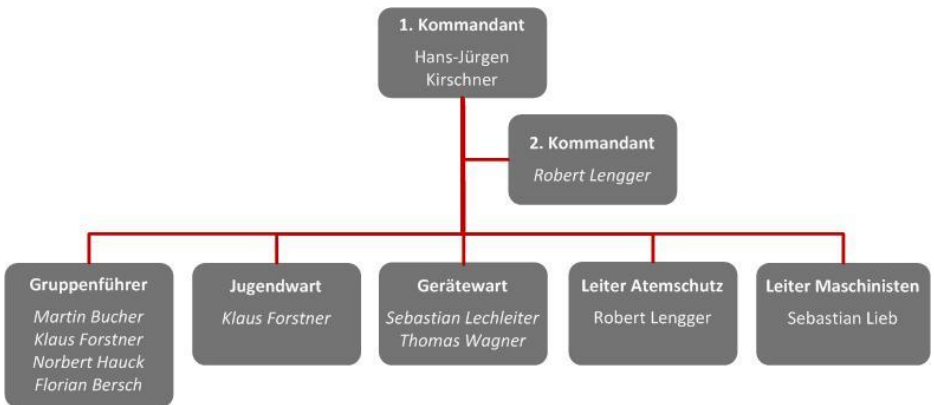 1. Kommandant
Hans-Jürgen
Kirschner
2. Kommandant
Robert Lengger
Gruppenführer
Martin Bucher
Klaus Forstner
Norbert Hauck
Florian Bersch
Jugendwart
Klaus Forstner
Gerätewart
Sebastian Lechleiter
Thomas Wagner
Leiter Atemschutz
Robert Lengger
Leiter Maschinisten
Sebastian Lieb